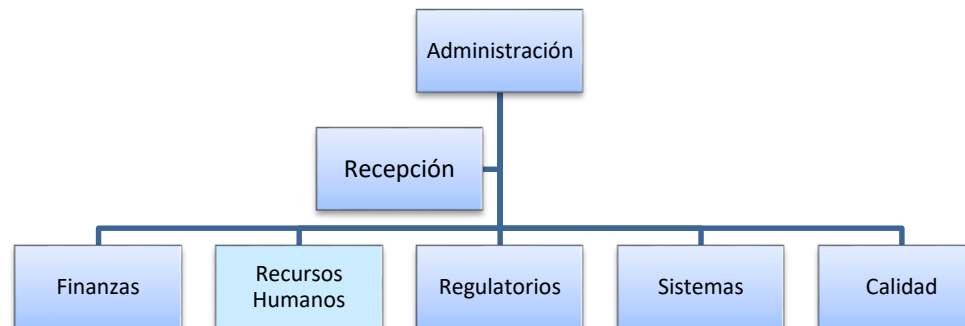 Administración
Recepción
Finanzas
Recursos
Humanos
Regulatorios
Sistemas
Calidad